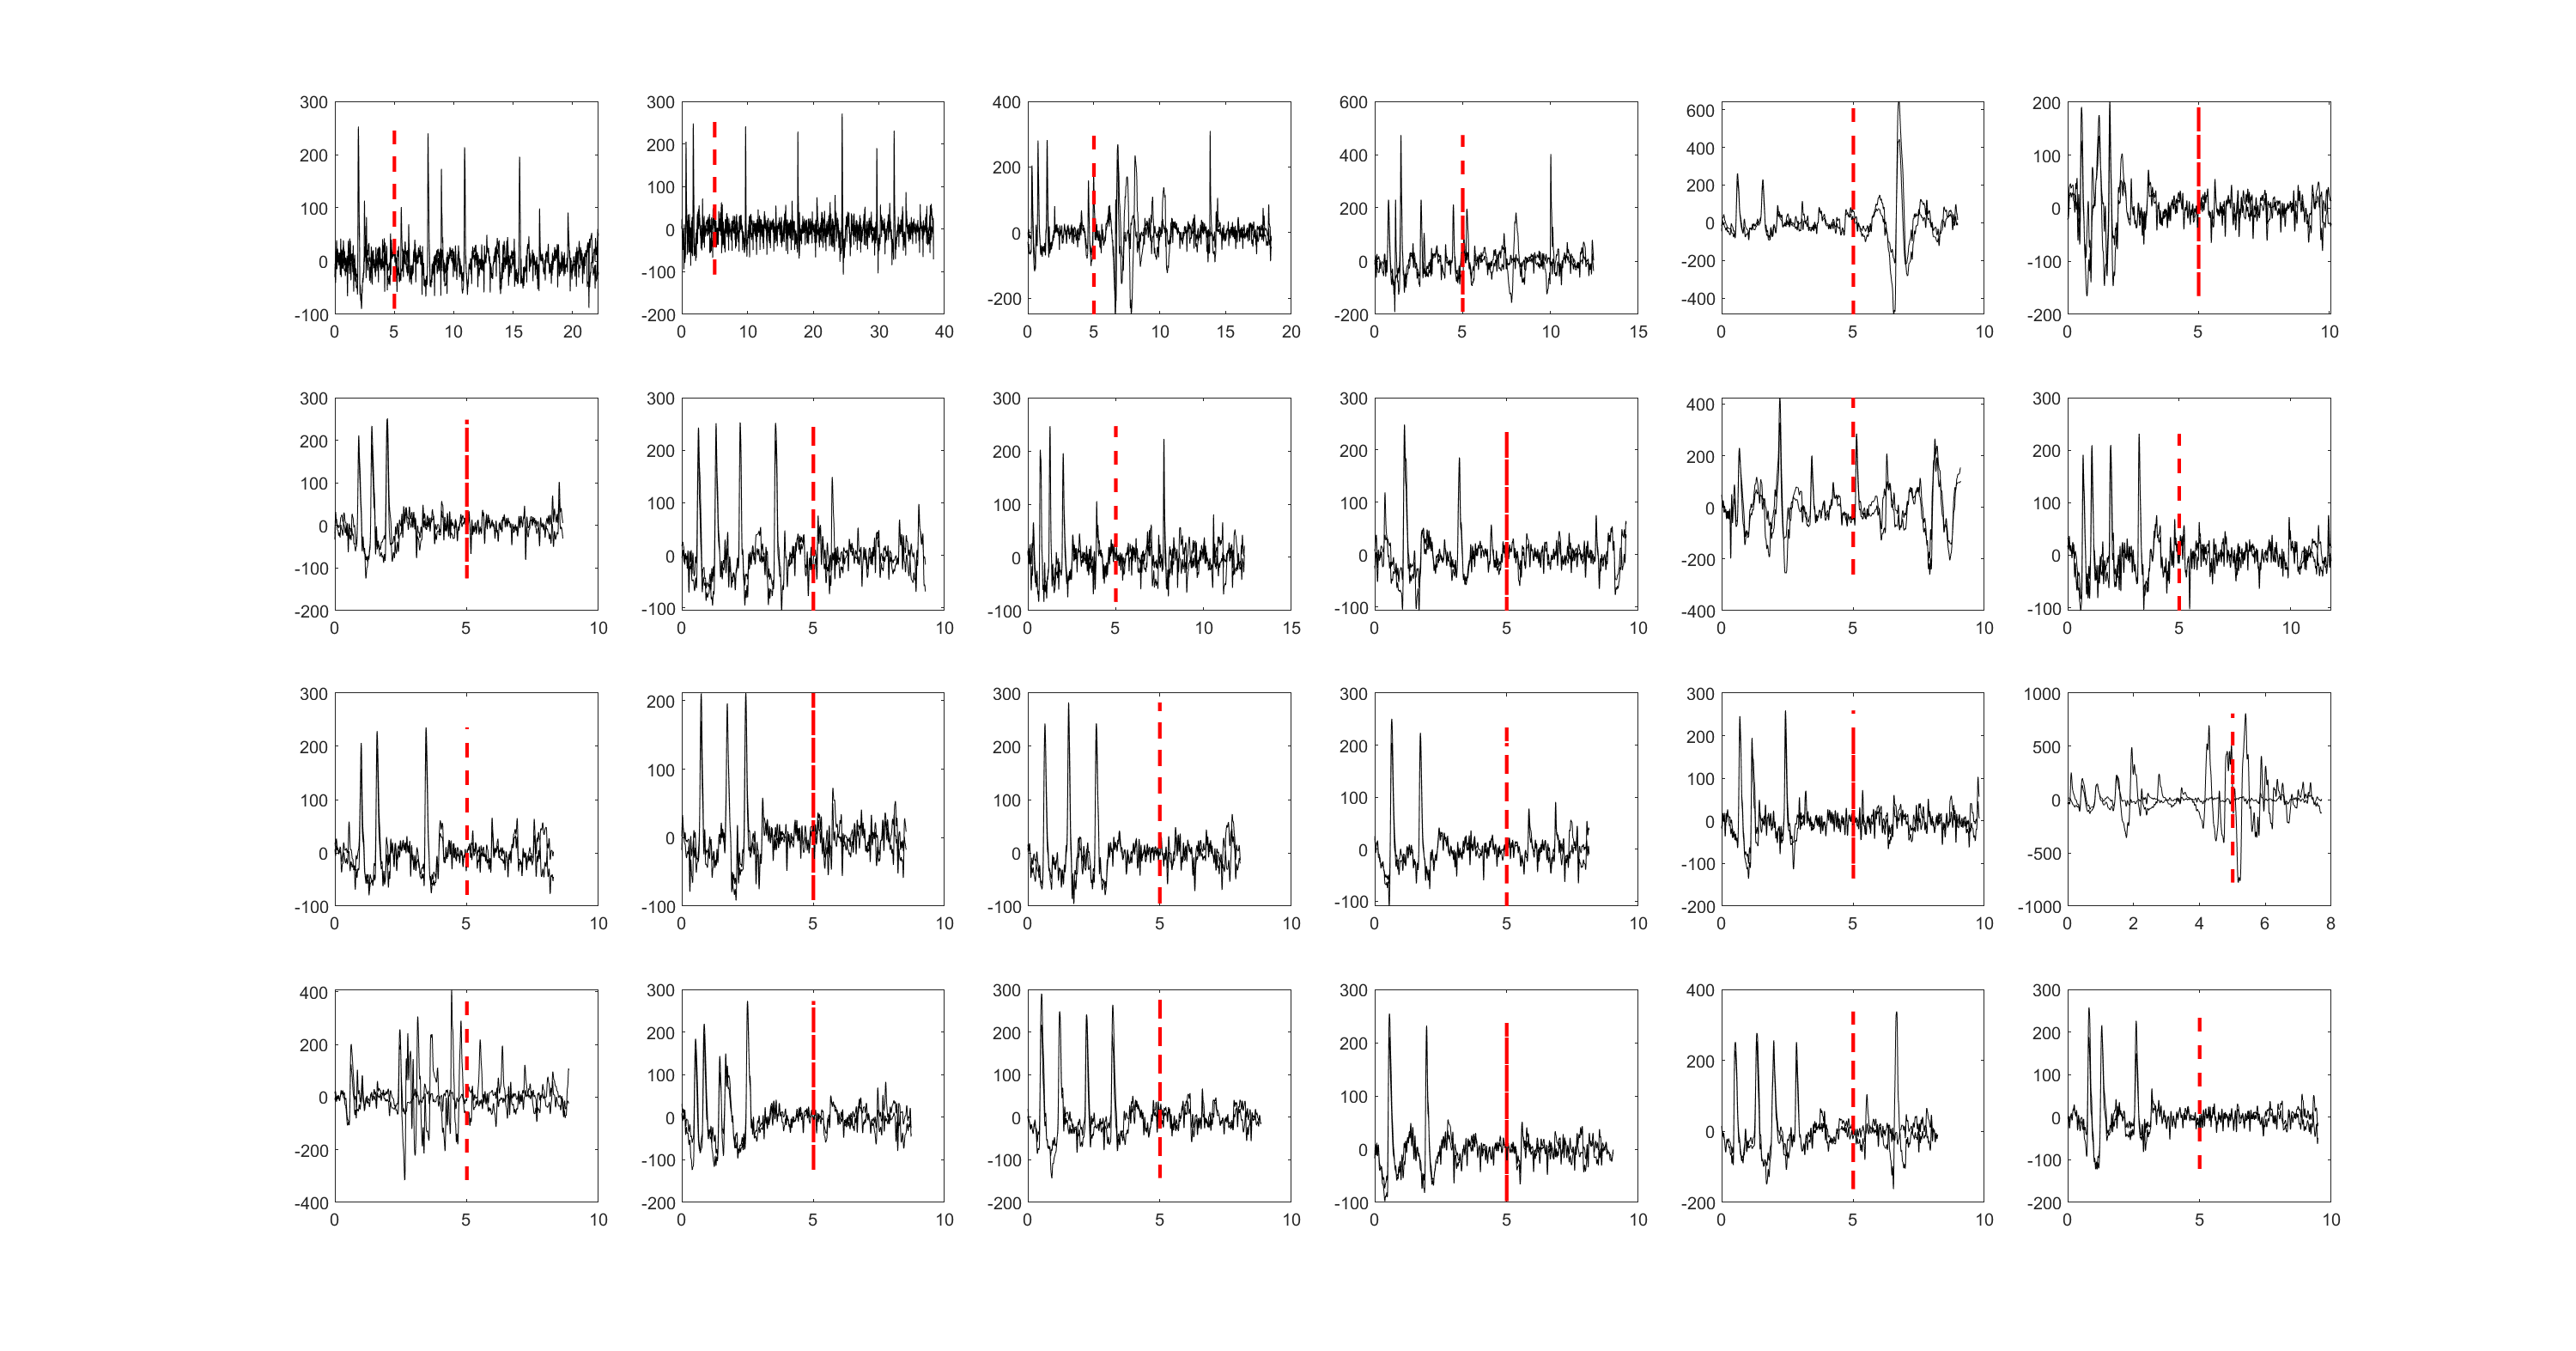 300 300 400 600 600 200
200 200 200 400 400 100
100 100 0 200 200 0
0 0 -200 0 0 -100
-100 -100 -200 -200 -200
-200 -400
0 5 10 15 20 0 10 20 30 40 0 5 10 15 20 0 5 10 15 0 5 10 0 5 10
300 300 300 300 400 300
200 200 200 200 200 200
100 100 100 100 0 100
0 0 0 0 -200 0
-100 -100 -100 -100 -400 -100
-200
0 5 10 0 5 10 0 5 10 15 0 5 10 0 5 10 0 5 10
300 200 300 300 300 1000
200 100 200 200 200 500
100 0 100 100 100 0
0 -100 0 0 0 -500
-100 -100 -100 -100 -1000
-200
0 5 10 0 5 10 0 5 10 0 5 10 0 5 10 0 2 4 6 8
400 300 300 300 400 300
200 200 200 200 200 200
0 100 100 100 0 100
-200 0 0 0 -200 0
-400 -100 -100 -100 -100
-200 -200 -200
0 5 10 0 5 10 0 5 10 0 5 10 0 5 10 0 5 10